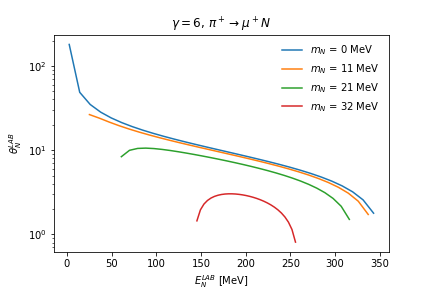 γ = 6, π⁺ → μ⁺N
m_N = 0 MeV
m_N = 11 MeV
m_N = 21 MeV
m_N = 32 MeV
θ_N^LAB
10²
10¹
10⁰
0 50 100 150 200 250 300 350
E_N^LAB [MeV]